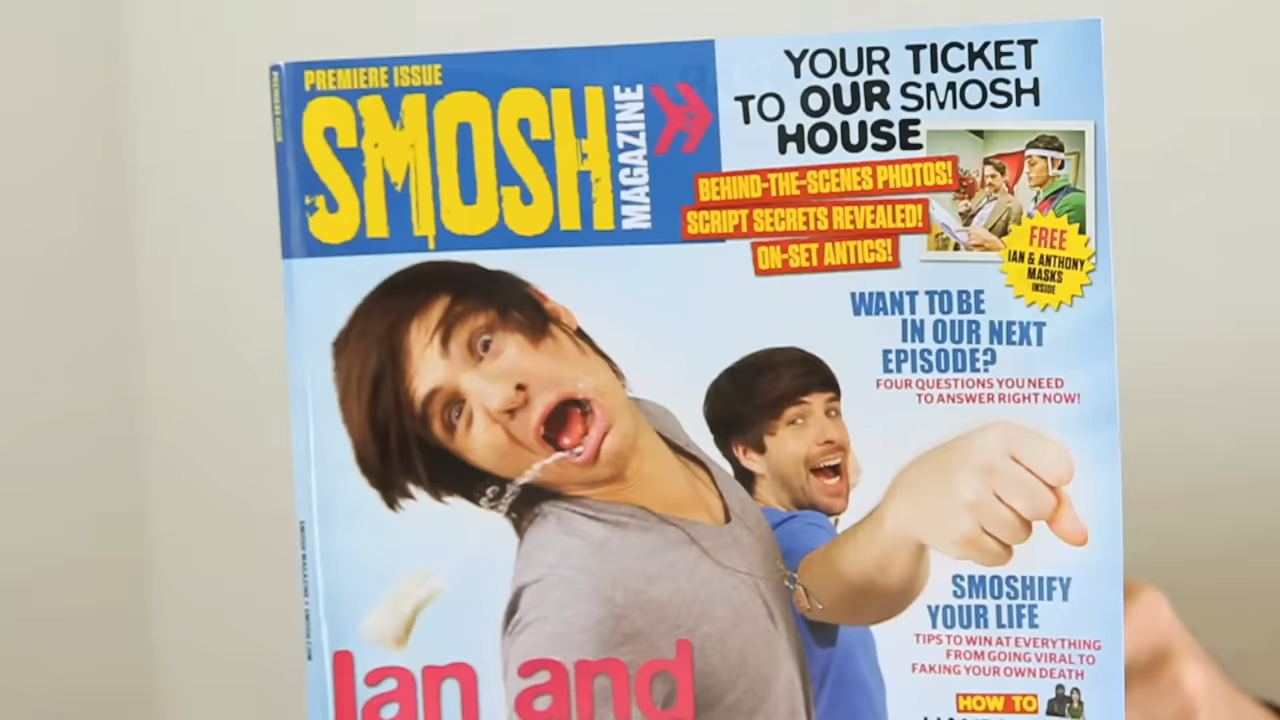 PREMIERE ISSUE
SMOSH
MAGAZINE
YOUR TICKET
TO OUR SMOSH
HOUSE
BEHIND-THE-SCENES PHOTOS!
SCRIPT SECRETS REVEALED!
ON-SET ANTICS!
FREE
IAN & ANTHONY
MASKS
INSIDE
WANT TO BE
IN OUR NEXT
EPISODE?
FOUR QUESTIONS YOU NEED
TO ANSWER RIGHT NOW!
SMOSHIFY
YOUR LIFE
TIPS TO WIN AT EVERYTHING
FROM GOING VIRAL TO
FAKING YOUR OWN DEATH
HOW TO
Ian and